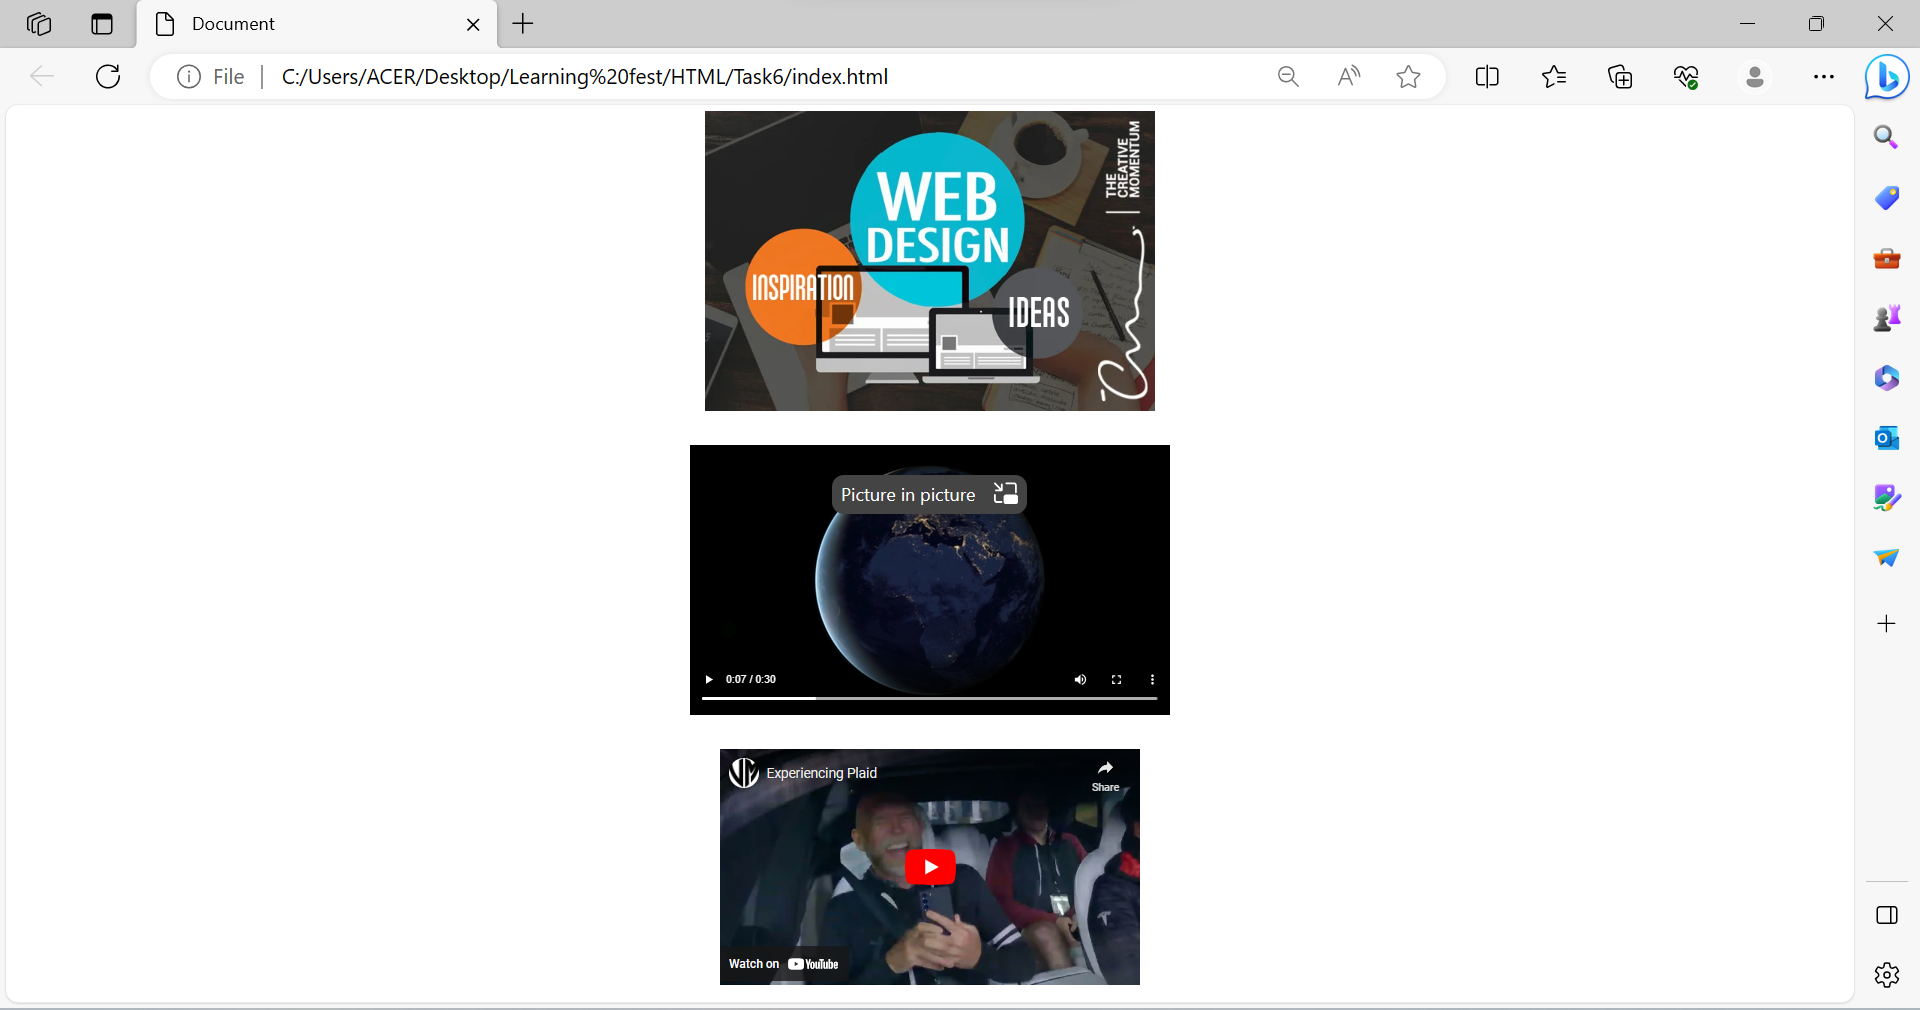 Document
File
C:/Users/ACER/Desktop/Learning%20fest/HTML/Task6/index.html
WEB
DESIGN
INSPIRATION
IDEAS
THE
CREATIVE
MOMENTUM
Picture in picture
0:07 / 0:30
Experiencing Plaid
Share
Watch on YouTube